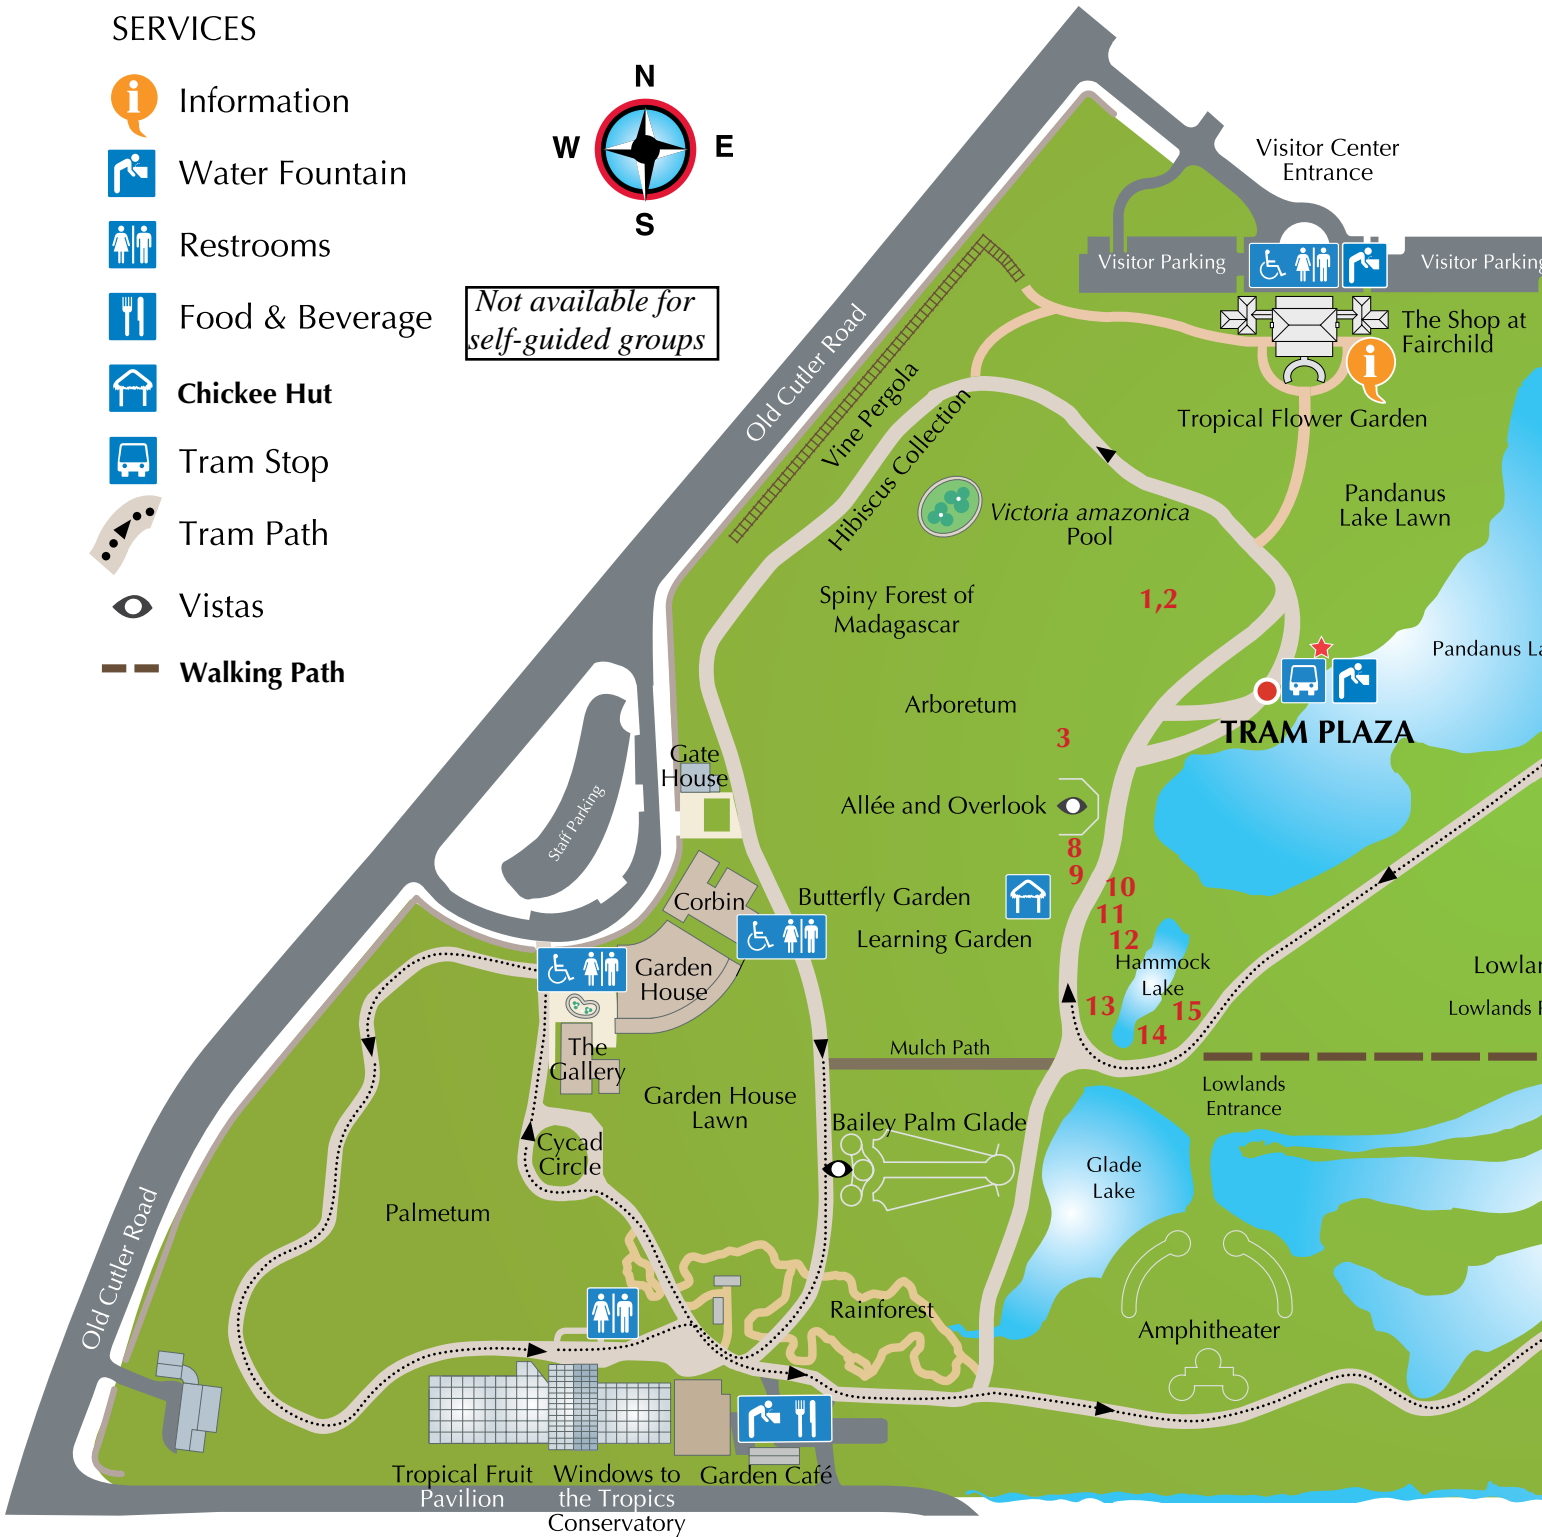 SERVICES
Information
Water Fountain
Restrooms
Food & Beverage
Chickee Hut
Tram Stop
Tram Path
Vistas
Walking Path
N
W
E
S
Not available for
self-guided groups
Old Cutler Road
Visitor Center
Entrance
Visitor Parking
Visitor Parking
The Shop at
Fairchild
i
Tropical Flower Garden
Vine Pergola
Hibiscus Collection
Victoria amazonica
Pool
Pandanus
Lake Lawn
Spiny Forest of
Madagascar
1,2
Pandanus La
Arboretum
3
TRAM PLAZA
Gate
House
Staff Parking
Allée and Overlook
8
9
10
11
12
Corbin
Butterfly Garden
Learning Garden
Hammock
Lake
13
15
14
Garden
House
Lowlan
Lowlands
The
Gallery
Mulch Path
Lowlands
Entrance
Garden House
Lawn
Bailey Palm Glade
Cycad
Circle
Glade
Lake
Palmetum
Old Cutler Road
Rainforest
Amphitheater
Tropical Fruit
Pavilion
Windows to
the Tropics
Conservatory
Garden Café